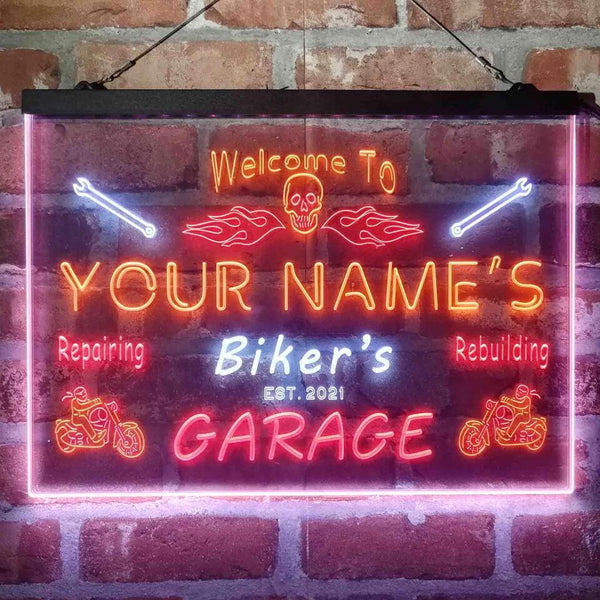 Welcome To
YOUR NAME'S
Repairing
Biker's
Rebuilding
EST. 2021
GARAGE